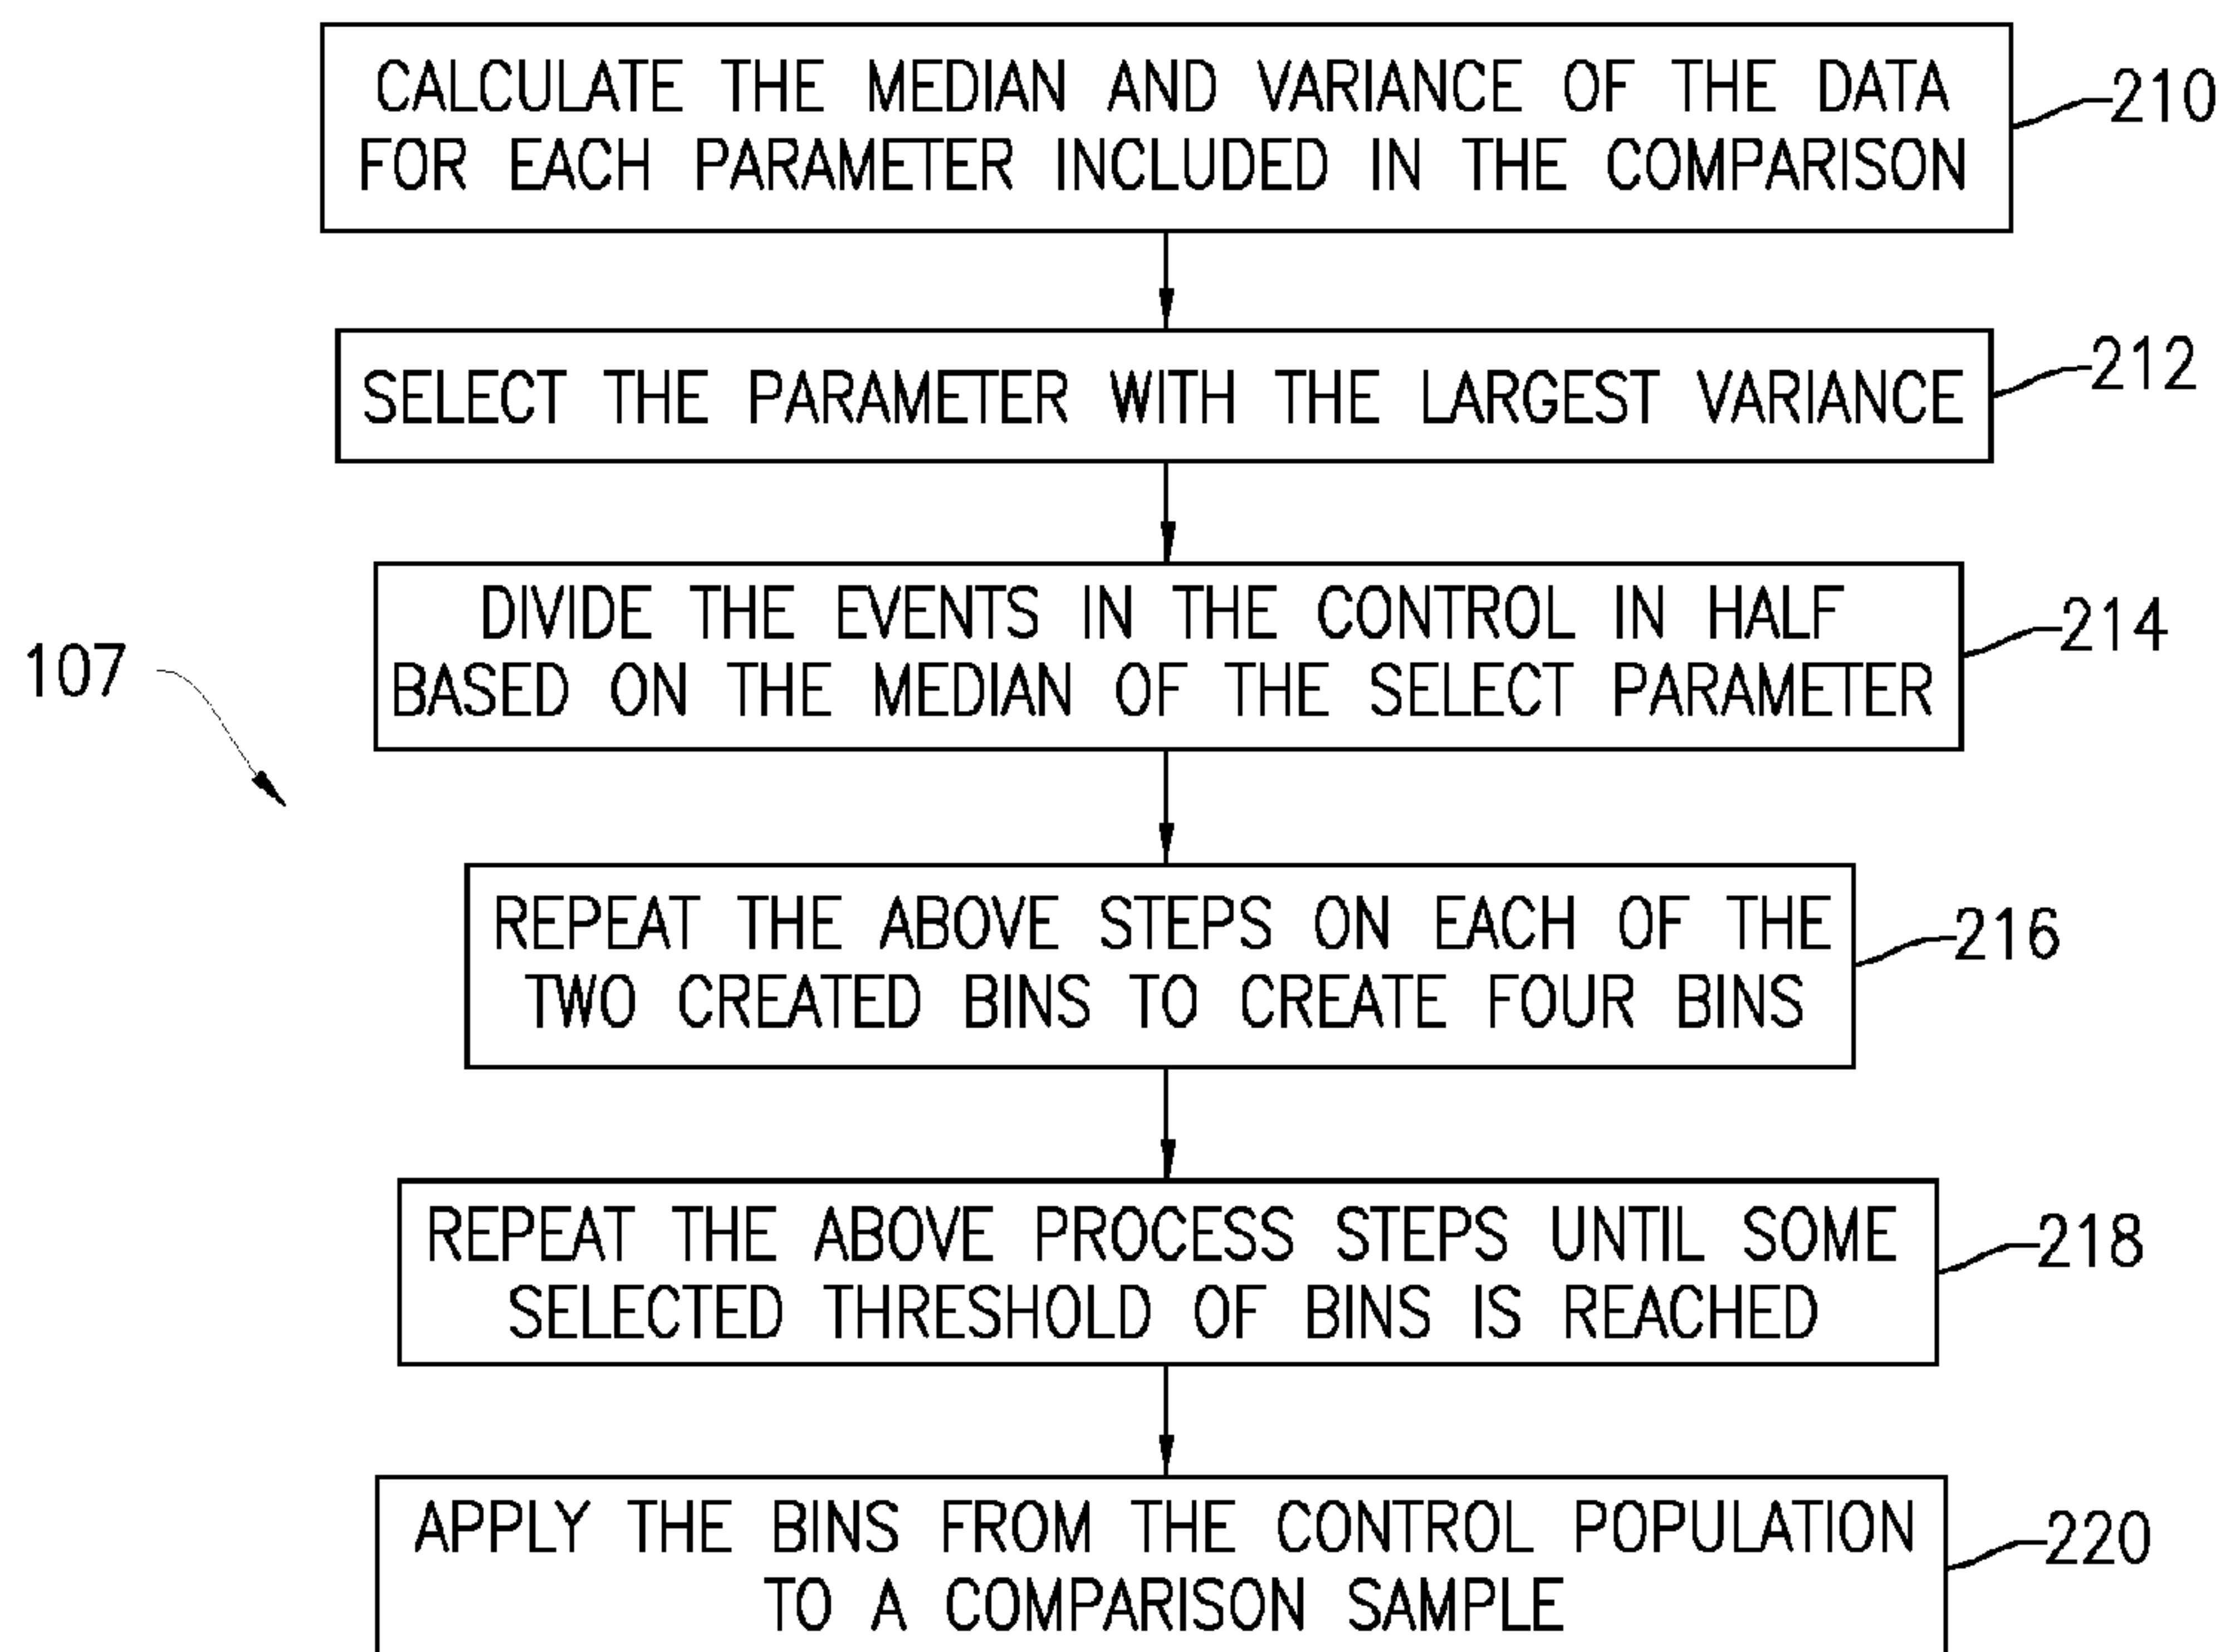 CALCULATE THE MEDIAN AND VARIANCE OF THE DATA
FOR EACH PARAMETER INCLUDED IN THE COMPARISON
210
SELECT THE PARAMETER WITH THE LARGEST VARIANCE
212
DIVIDE THE EVENTS IN THE CONTROL IN HALF
BASED ON THE MEDIAN OF THE SELECT PARAMETER
214
107
REPEAT THE ABOVE STEPS ON EACH OF THE
TWO CREATED BINS TO CREATE FOUR BINS
216
REPEAT THE ABOVE PROCESS STEPS UNTIL SOME
SELECTED THRESHOLD OF BINS IS REACHED
218
APPLY THE BINS FROM THE CONTROL POPULATION
TO A COMPARISON SAMPLE
220